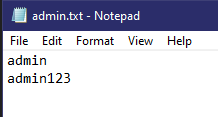 admin.txt - Notepad
File Edit Format View Help
admin
admin123